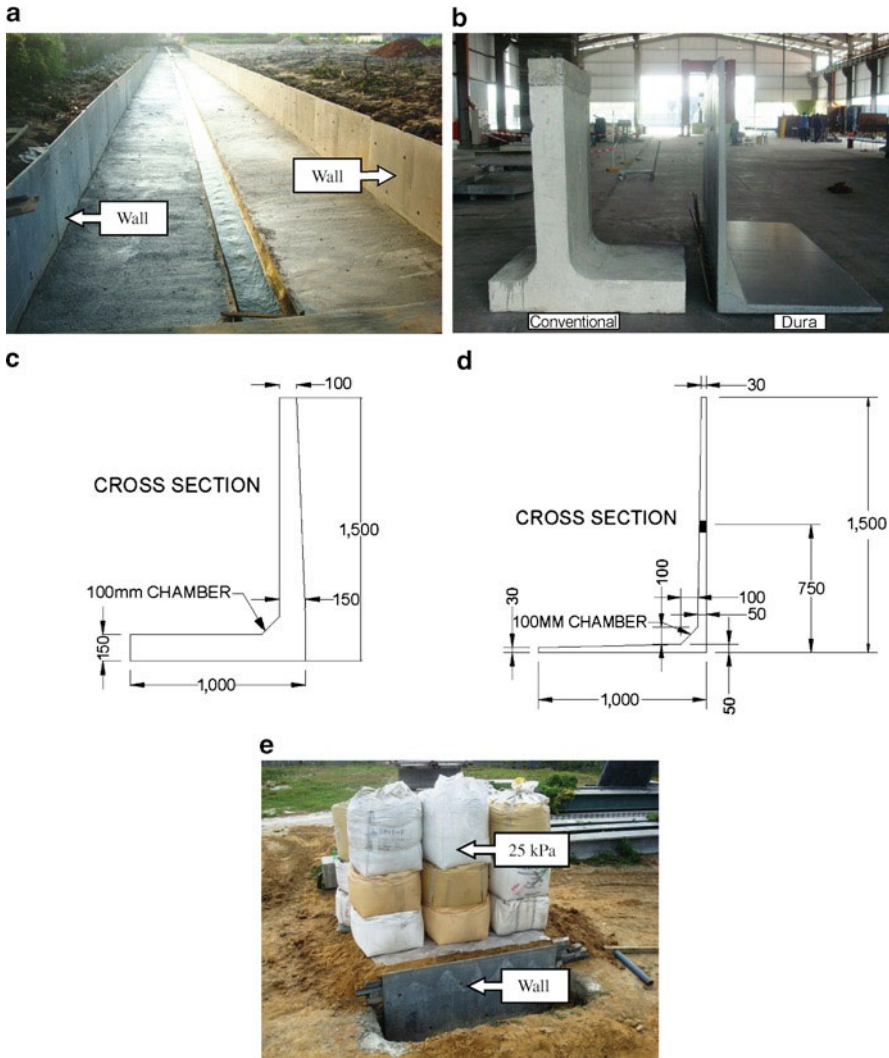 a
Wall
Wall
b
Conventional
Dura
c
100
CROSS SECTION
1,500
100mm CHAMBER
150
150
1,000
d
30
CROSS SECTION
1,500
750
100
100
50
100MM CHAMBER
30
1,000
50
e
25 kPa
Wall